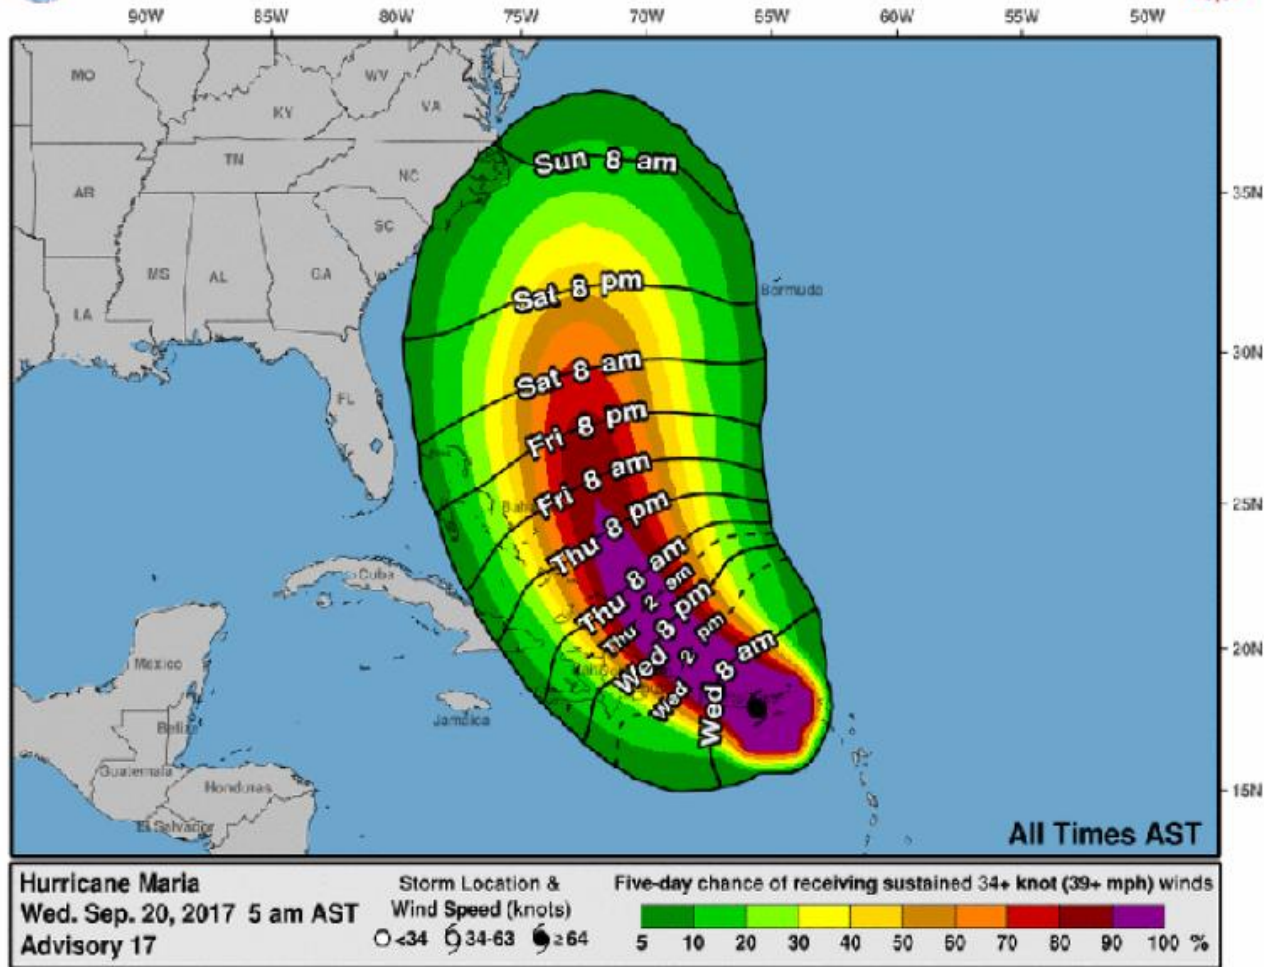 90W 85W 80W 75W 70W 65W 60W 55W 50W
MO
WV
KY
VA
TN
NC
AR
SC
MS
AL
GA
LA
FL
Sun 8 am
35N
Sat 8 pm
Bermuda
Sat 8 am
30N
Fri 8 pm
Fri 8 am
Thu 8 pm
25N
Thu 8 am
Cuba
Thu 2 am
Wed 8 pm
Wed 2 pm
Wed 8 am
20N
Mexico
Jamaica
Belize
Guatemala
Honduras
El Salvador
15N
All Times AST
Hurricane Maria
Wed. Sep. 20, 2017 5 am AST
Advisory 17
Storm Location &
Wind Speed (knots)
<34 34-63 ≥64
Five-day chance of receiving sustained 34+ knot (39+ mph) winds
5 10 20 30 40 50 60 70 80 90 100 %